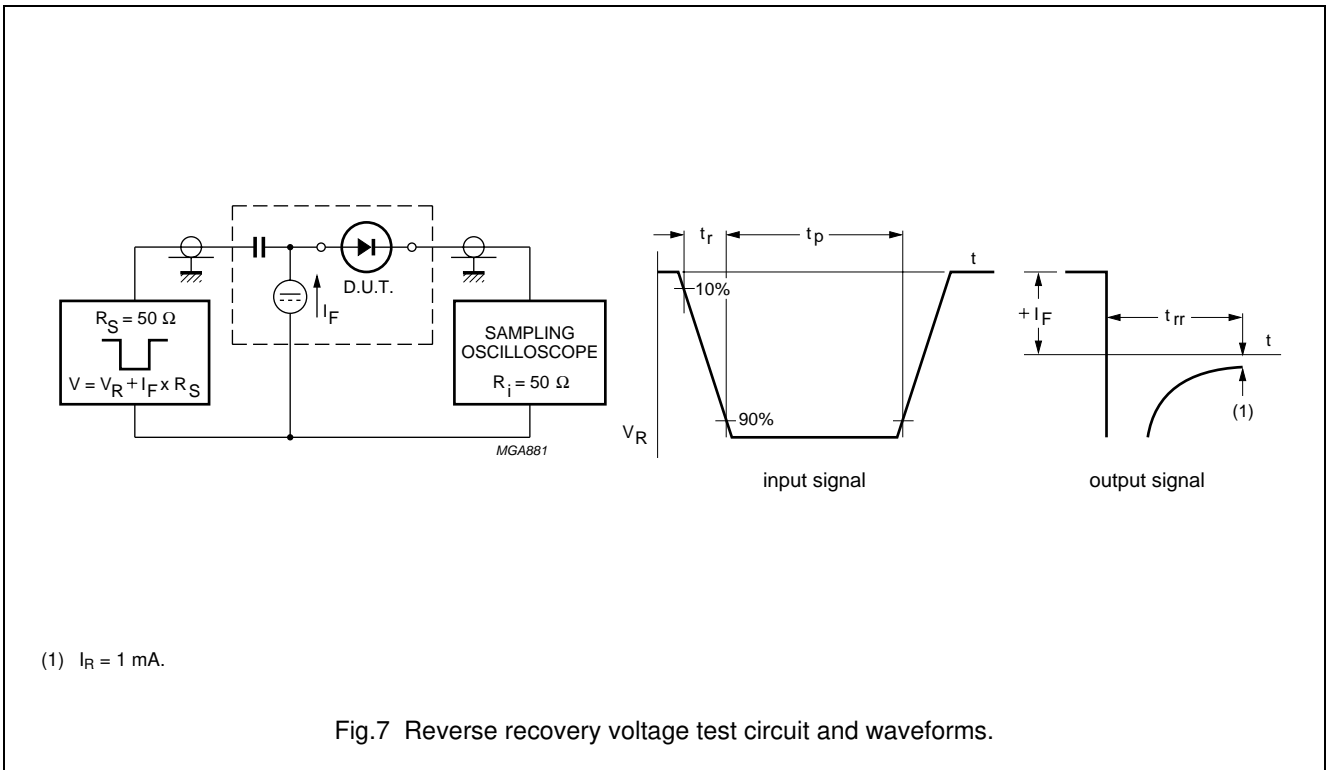 R_S = 50 Ω
V = V_R + I_F x R_S
I_F
D.U.T.
SAMPLING
OSCILLOSCOPE
R_i = 50 Ω
MGA881
t_r
t_p
t
10%
90%
V_R
input signal
+ I_F
t_rr
t
(1)
output signal
(1) I_R = 1 mA.
Fig.7 Reverse recovery voltage test circuit and waveforms.